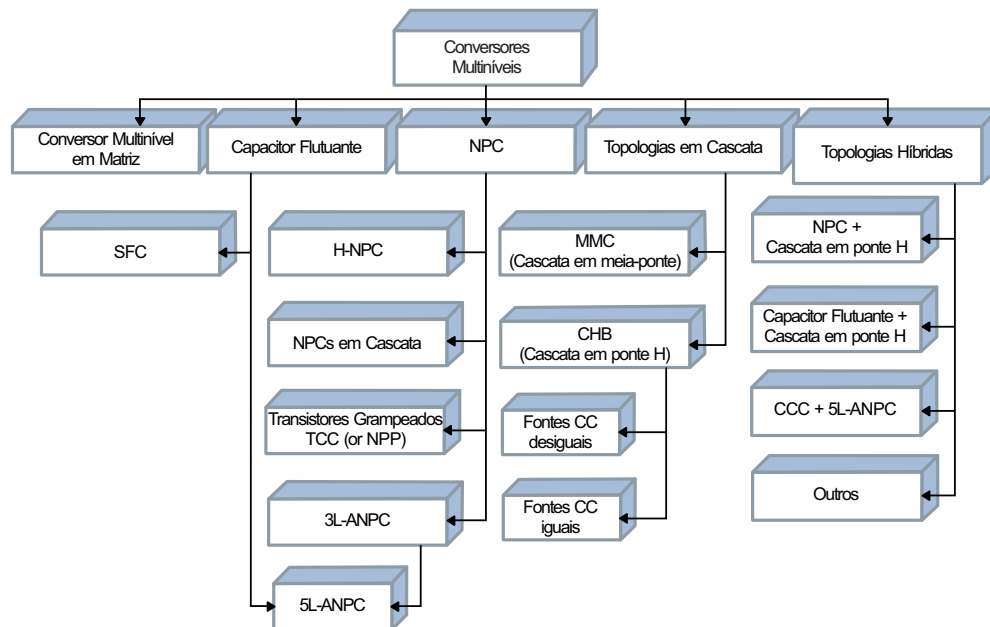 Conversores
Multiníveis
Conversor Multinível
em Matriz
Capacitor Flutuante
NPC
Topologias em Cascata
Topologias Híbridas
SFC
H-NPC
NPCs em Cascata
Transistores Grampeados
TCC (or NPP)
3L-ANPC
5L-ANPC
MMC
(Cascata em meia-ponte)
CHB
(Cascata em ponte H)
Fontes CC
desiguais
Fontes CC
iguais
NPC +
Cascata em ponte H
Capacitor Flutuante +
Cascata em ponte H
CCC + 5L-ANPC
Outros